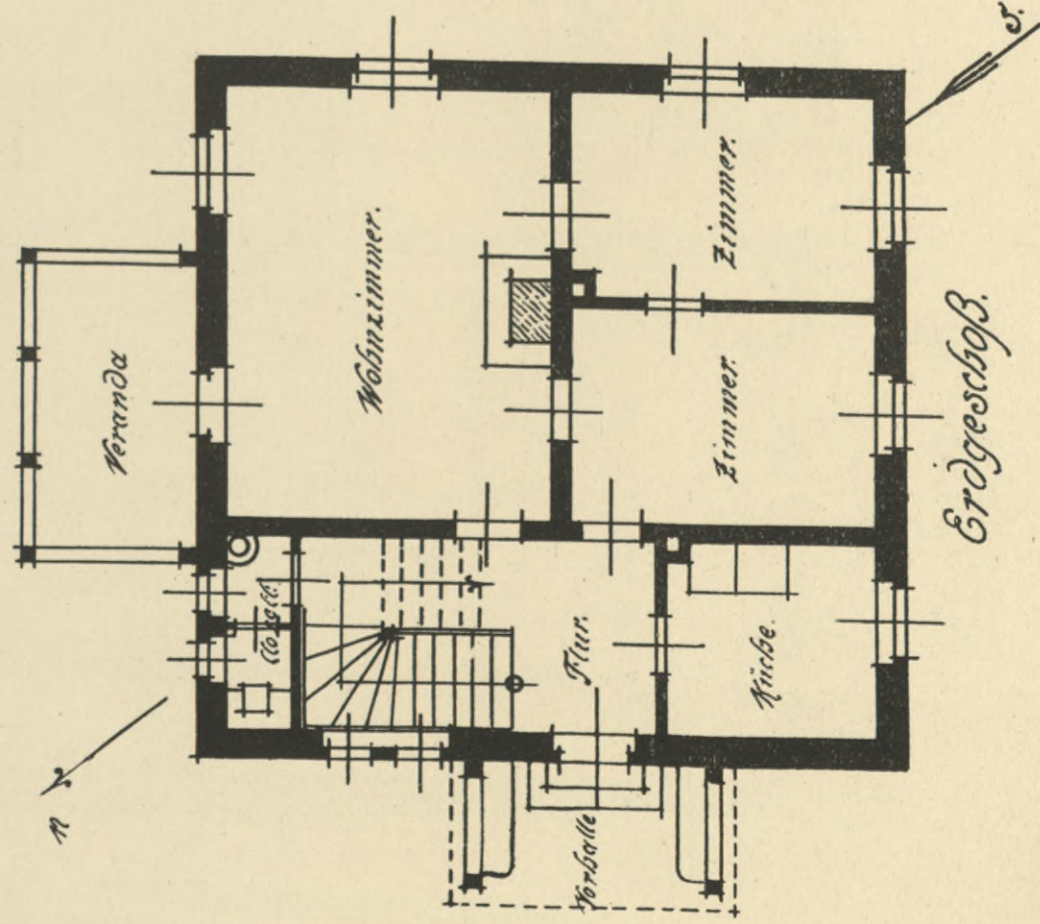 S.
Wohnzimmer.
Zimmer.
Veranda
Zimmer.
Erdgeschoß.
Closett.
Flur.
Küche.
n
Vorhalle